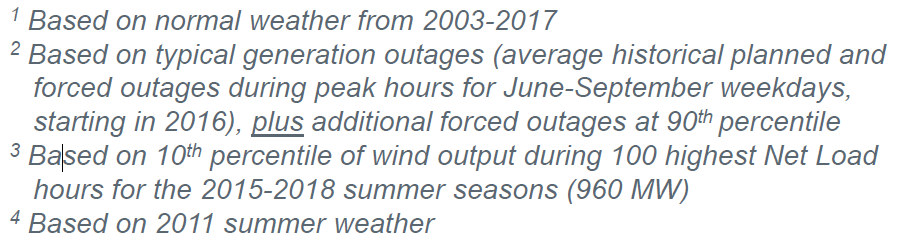 1 Based on normal weather from 2003-2017
2 Based on typical generation outages (average historical planned and
forced outages during peak hours for June-September weekdays,
starting in 2016), plus additional forced outages at 90th percentile
3 Based on 10th percentile of wind output during 100 highest Net Load
hours for the 2015-2018 summer seasons (960 MW)
4 Based on 2011 summer weather